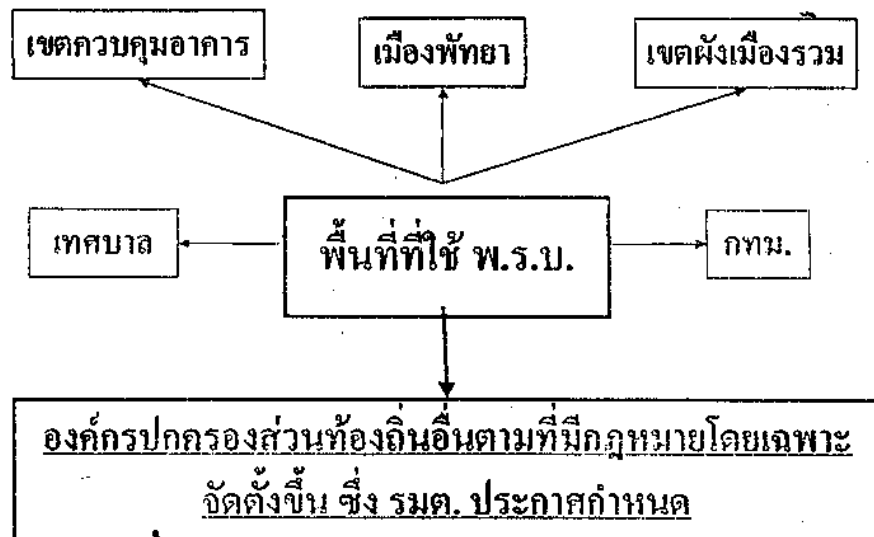 เขตควบคุมอาคาร
เมืองพัทยา
เขตผังเมืองรวม
เทศบาล
พื้นที่ที่ใช้ พ.ร.บ.
กทม.
องค์กรปกครองส่วนท้องถิ่นอื่นตามที่มีกฎหมายโดยเฉพาะ
จัดตั้งขึ้น ซึ่ง รมต. ประกาศกำหนด